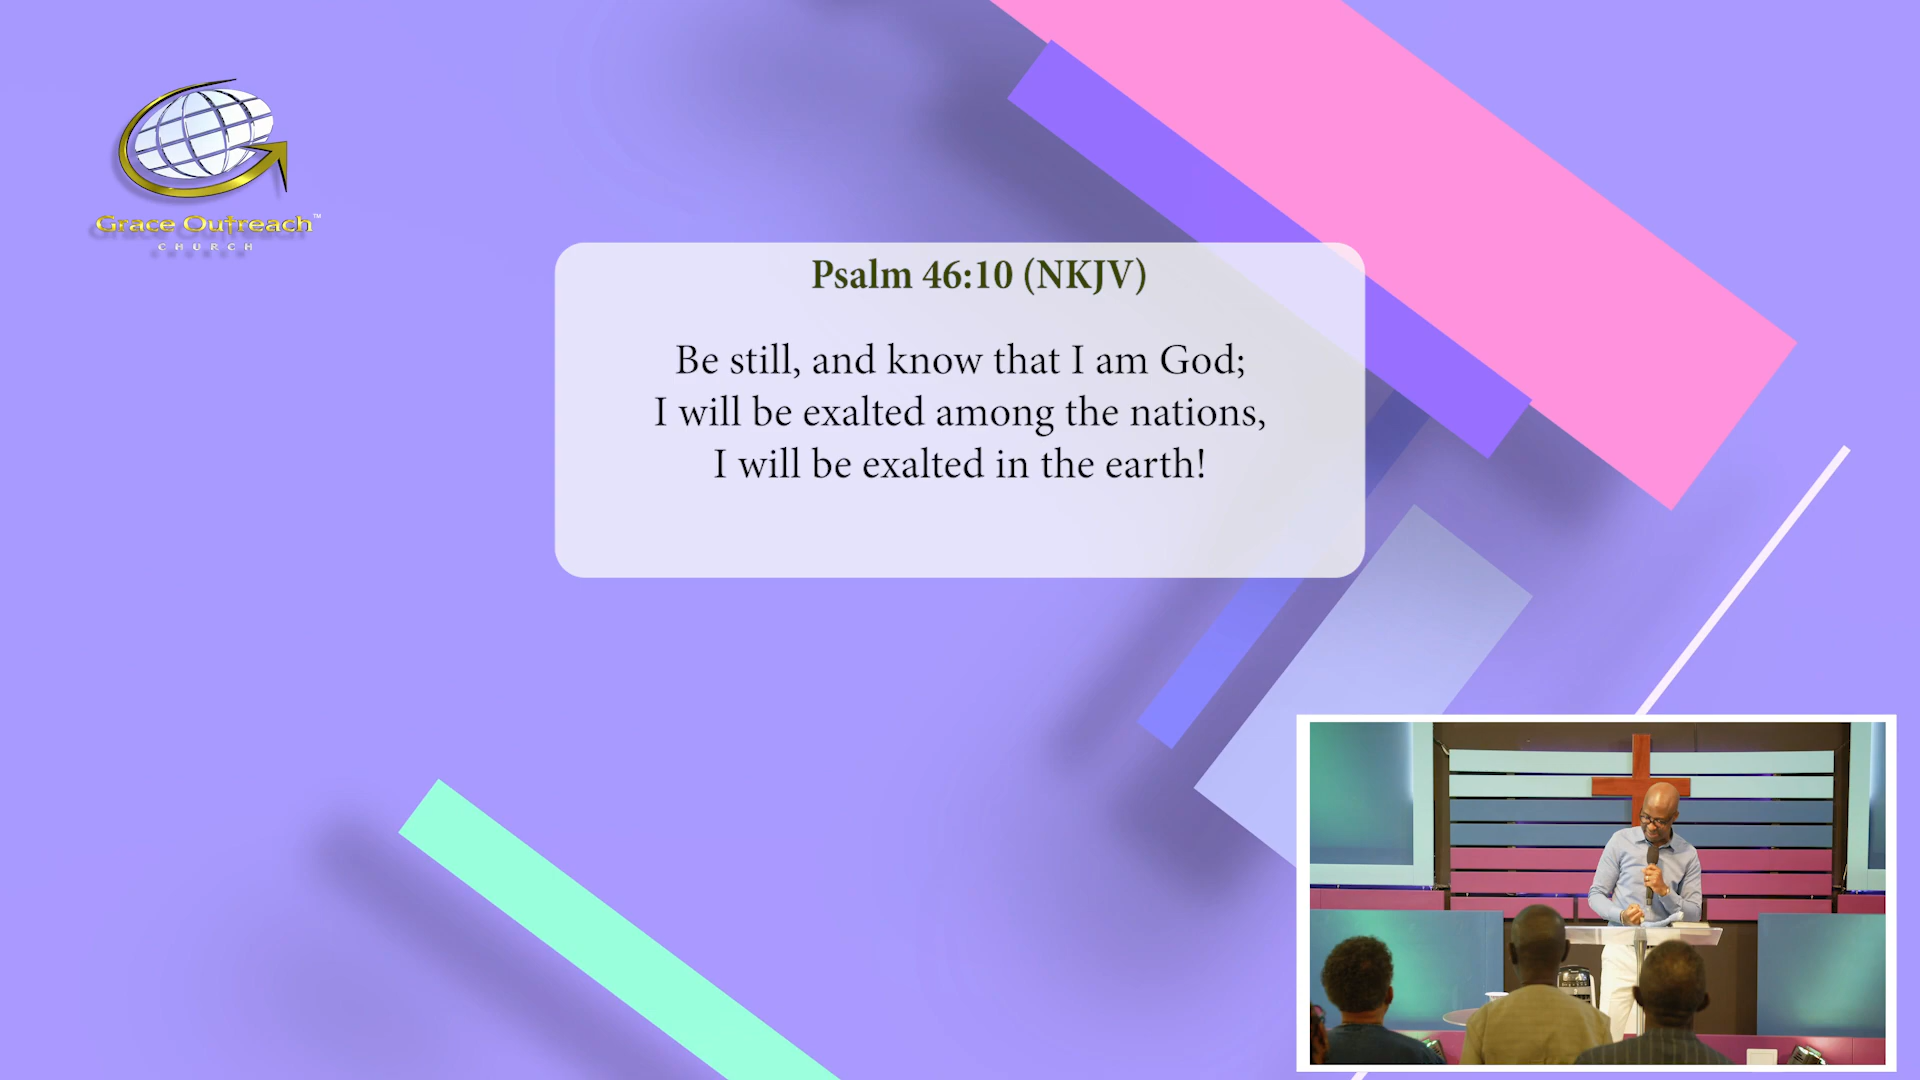 Grace Outreach™
CHURCH
Psalm 46:10 (NKJV)
Be still, and know that I am God;
I will be exalted among the nations,
I will be exalted in the earth!